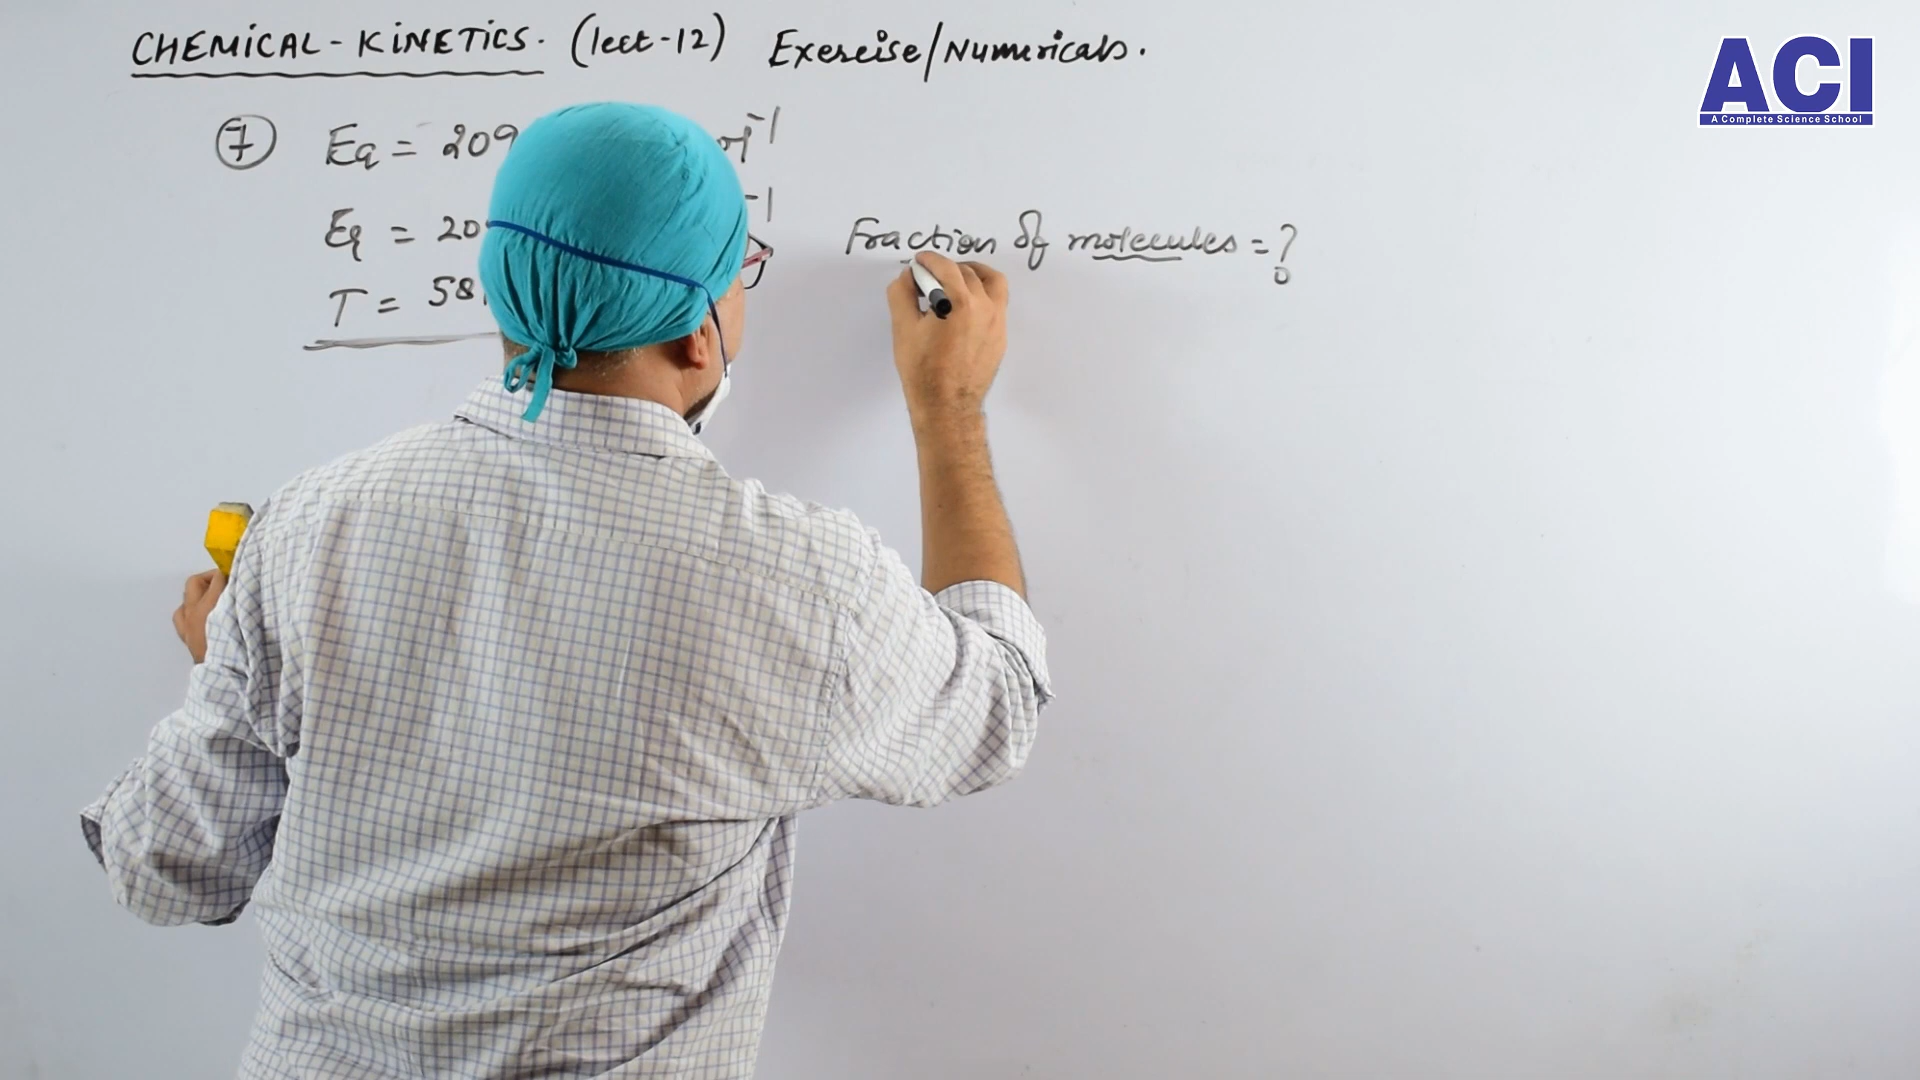 CHEMICAL-KINETICS. (lect-12) Exercise/Numericals.
ACI
A Complete Science School
7 Ea = 209
Ea = 20
Fraction of molecules = ?
T = 58